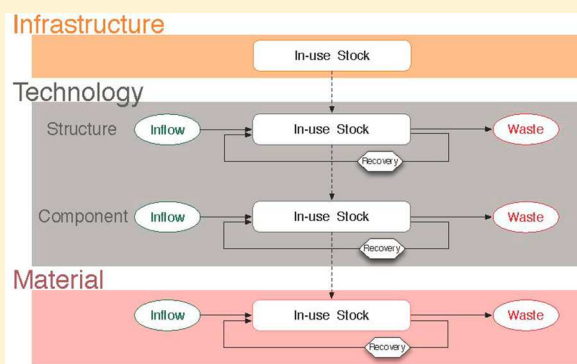 Infrastructure
In-use Stock
Technology
Structure
Inflow
In-use Stock
Waste
Recovery
Component
Inflow
In-use Stock
Waste
Recovery
Material
Inflow
In-use Stock
Waste
Recovery